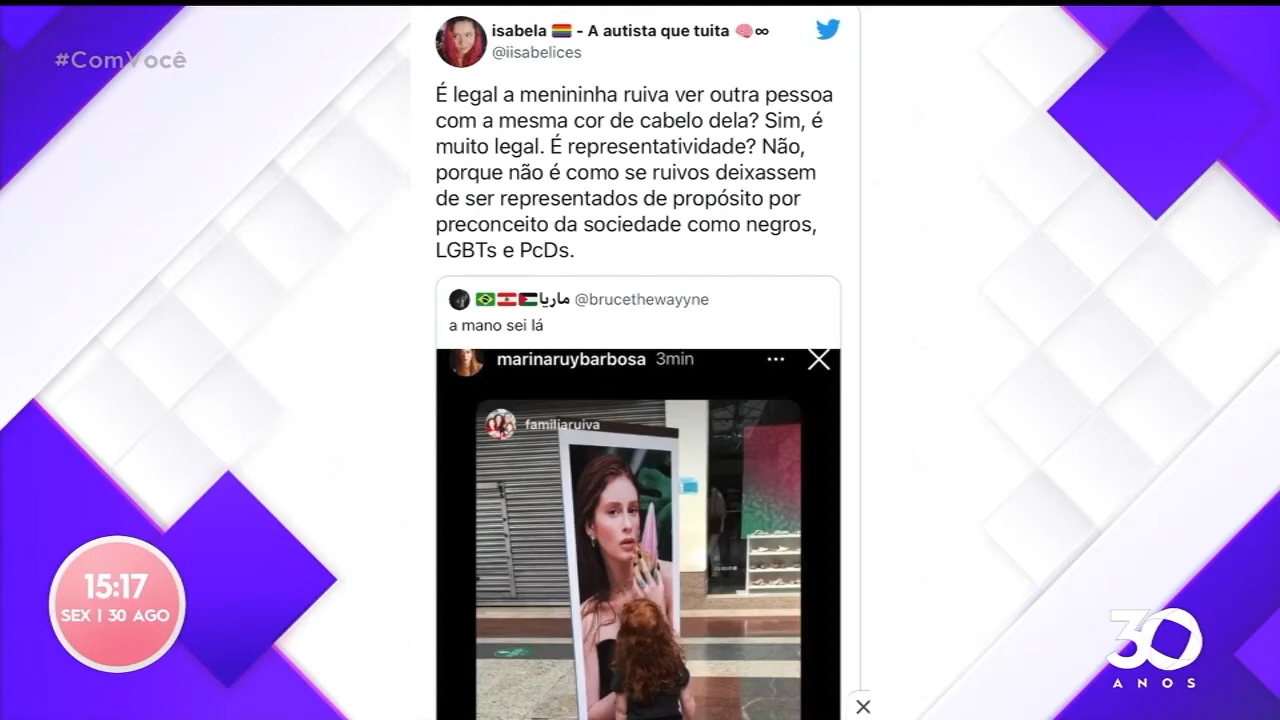 #ComVocê
isabela 🏳️‍🌈 - A autista que tuita 🧠∞
@iisabelices
É legal a menininha ruiva ver outra pessoa
com a mesma cor de cabelo dela? Sim, é
muito legal. É representatividade? Não,
porque não é como se ruivos deixassem
de ser representados de propósito por
preconceito da sociedade como negros,
LGBTs e PcDs.
🇧🇷🇱🇧🇵🇸ماريا @brucethewayyne
a mano sei lá
marinaruybarbosa 3min
familiaruiva
15:17
SEX | 30 AGO
30
ANOS